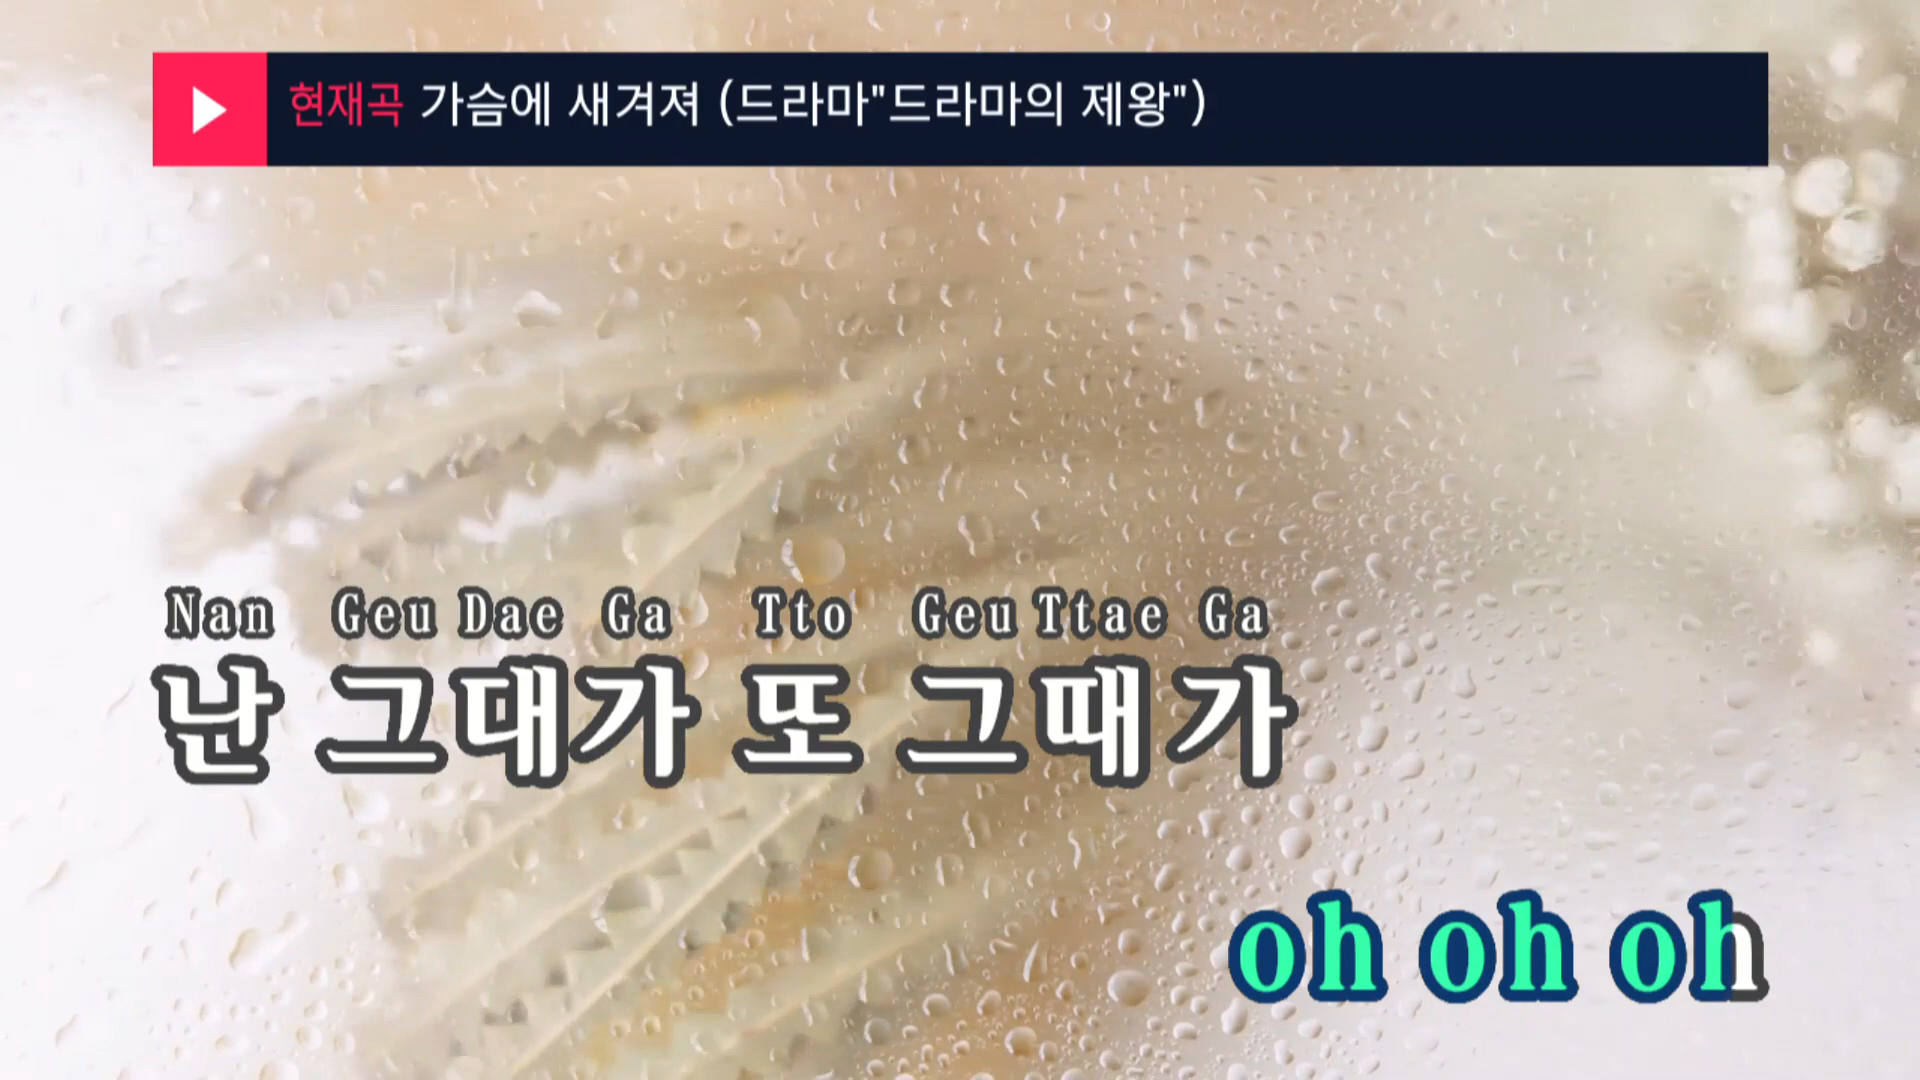 현재곡 가슴에 새겨져 (드라마"드라마의 제왕")
Nan Geu Dae Ga Tto Geu Ttae Ga
난 그대가 또 그때가
oh oh oh